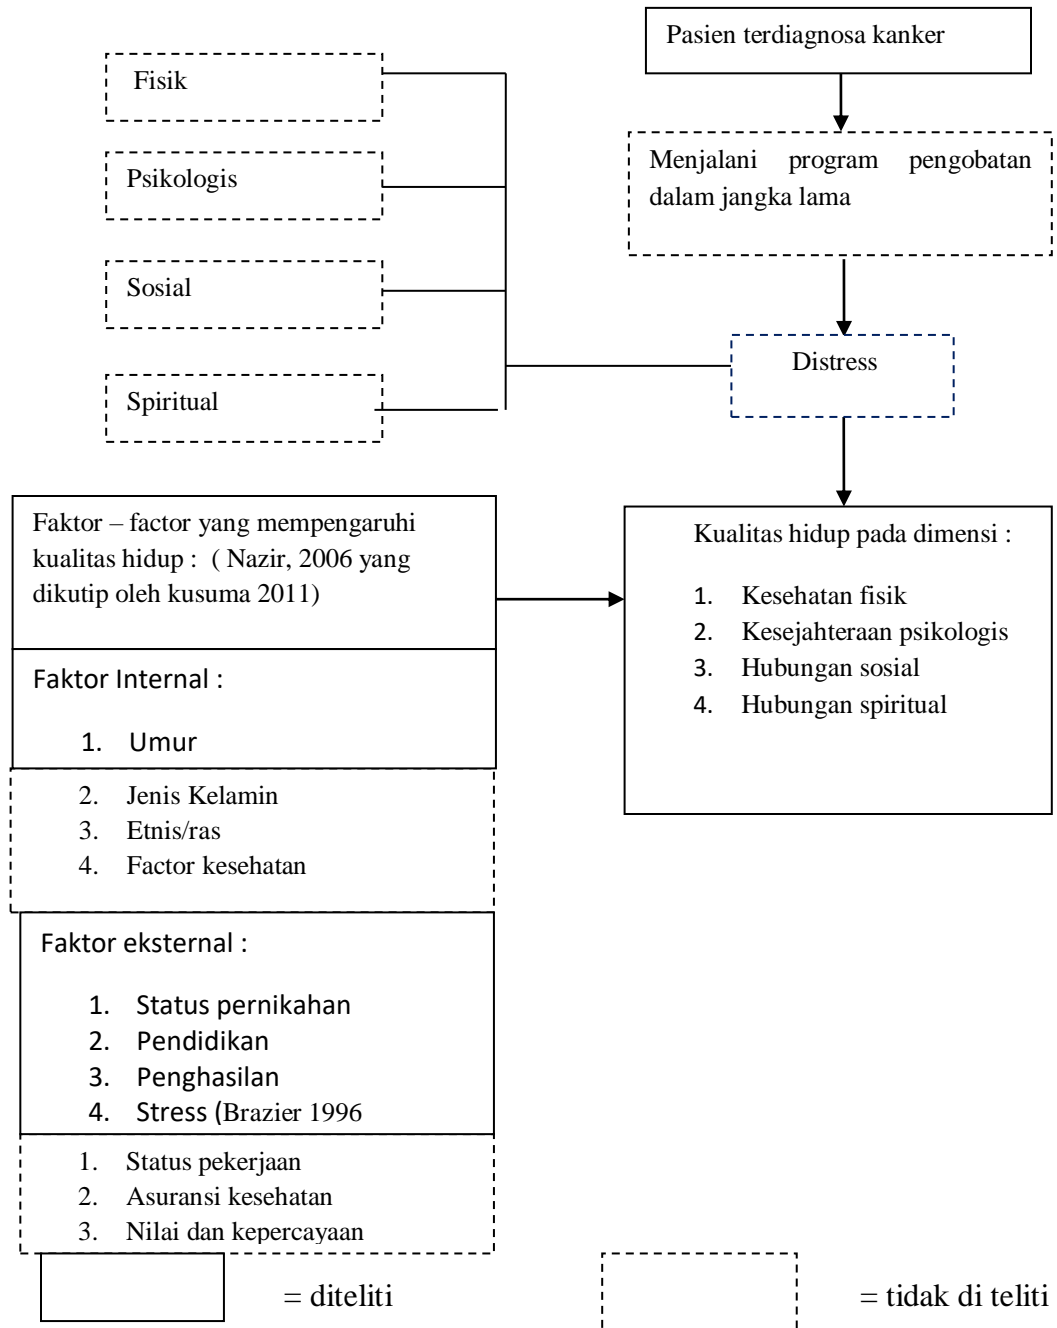 Pasien terdiagnosa kanker
Fisik
Psikologis
Sosial
Spiritual
Menjalani program pengobatan
dalam jangka lama
Distress
Faktor – factor yang mempengaruhi
kualitas hidup : ( Nazir, 2006 yang
dikutip oleh kusuma 2011)
Faktor Internal :
1. Umur
2. Jenis Kelamin
3. Etnis/ras
4. Factor kesehatan
Faktor eksternal :
1. Status pernikahan
2. Pendidikan
3. Penghasilan
4. Stress (Brazier 1996
1. Status pekerjaan
2. Asuransi kesehatan
3. Nilai dan kepercayaan
Kualitas hidup pada dimensi :
1. Kesehatan fisik
2. Kesejahteraan psikologis
3. Hubungan sosial
4. Hubungan spiritual
= diteliti
= tidak di teliti